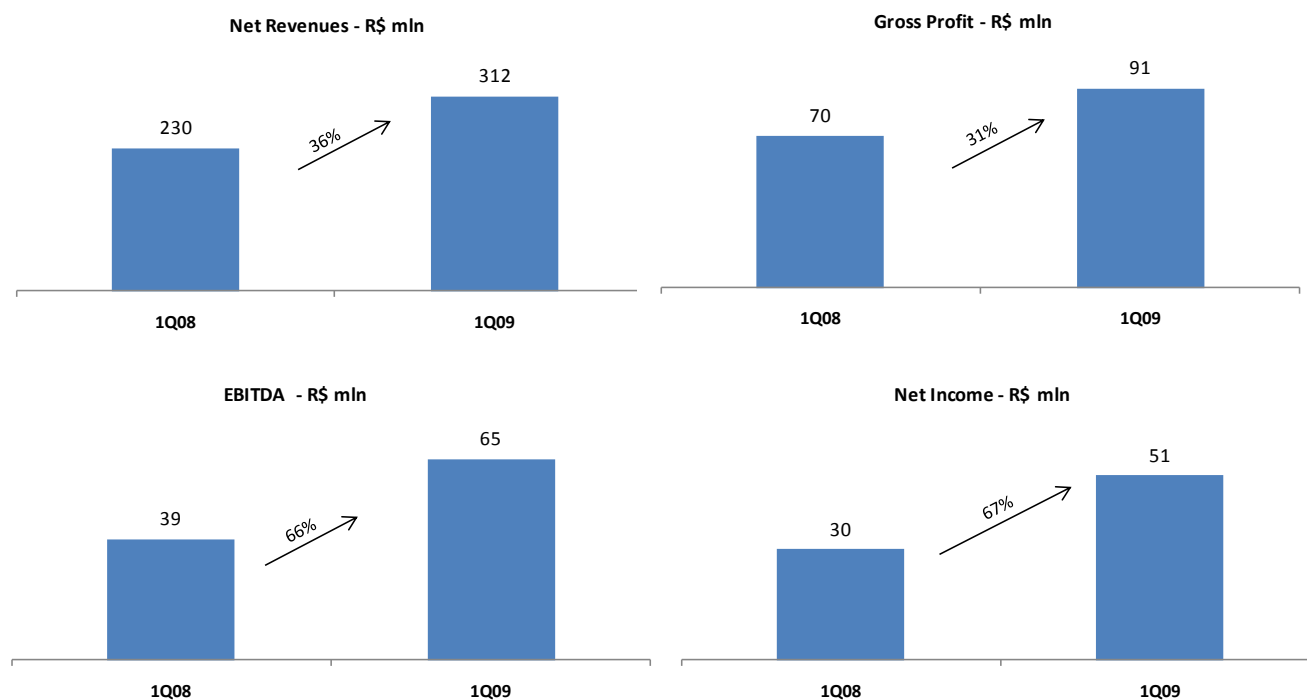 Net Revenues - R$ mln
230
36%
312
1Q08
1Q09
Gross Profit - R$ mln
70
31%
91
1Q08
1Q09
EBITDA - R$ mln
39
66%
65
1Q08
1Q09
Net Income - R$ mln
30
67%
51
1Q08
1Q09